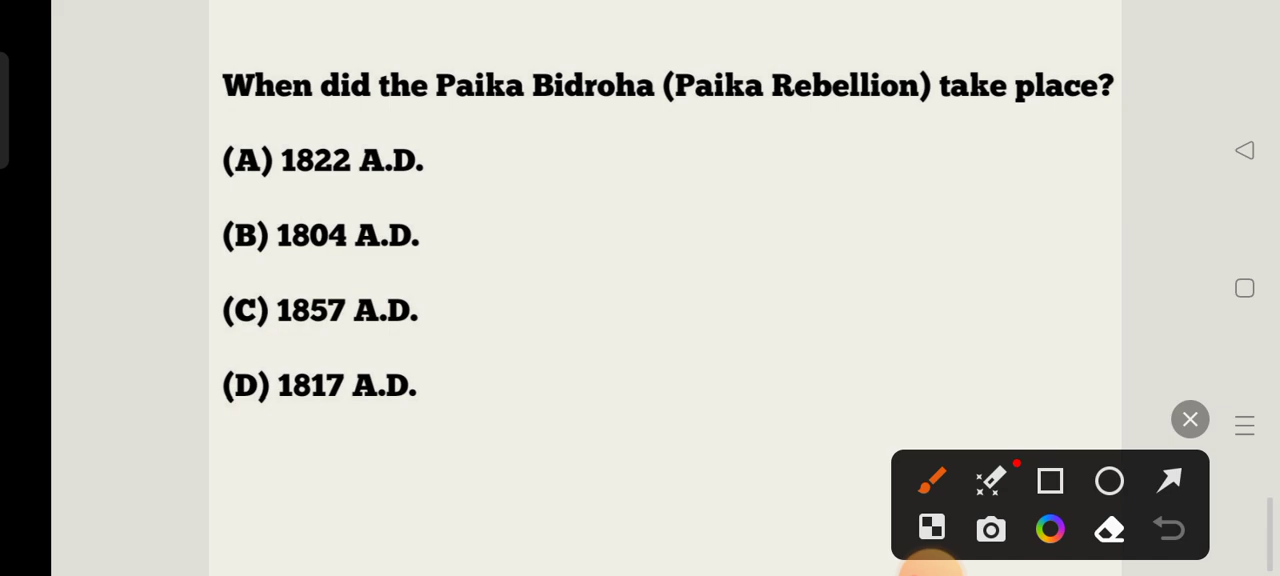 When did the Paika Bidroha (Paika Rebellion) take place?
(A) 1822 A.D.
(B) 1804 A.D.
(C) 1857 A.D.
(D) 1817 A.D.